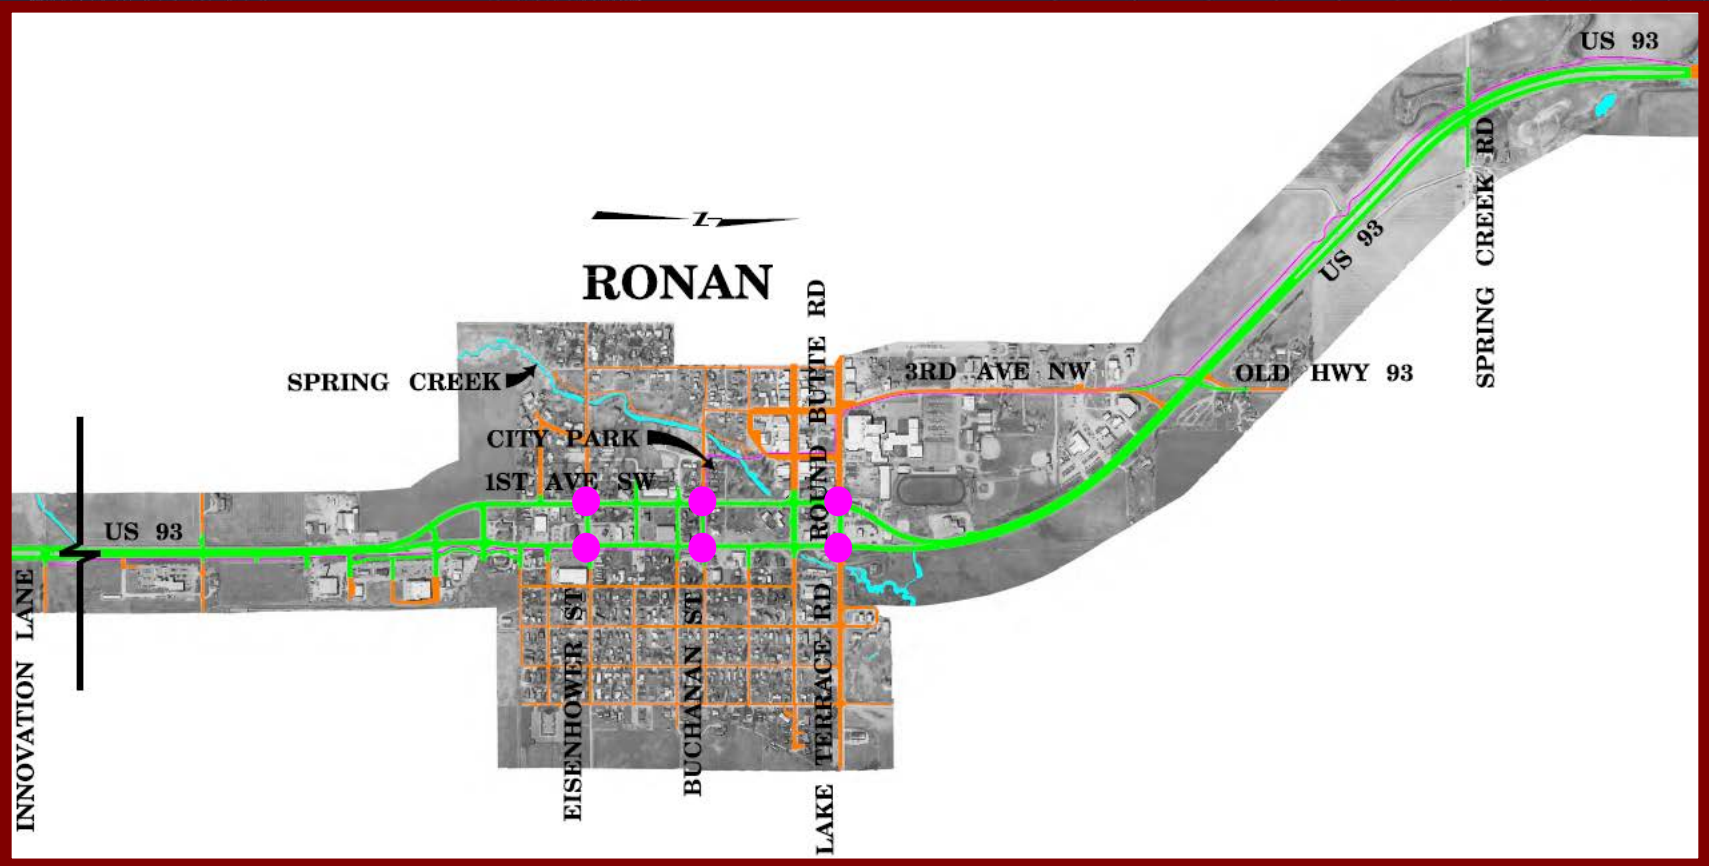 US 93
SPRING CREEK RD
US 93
Z
RONAN
ROUND BUTTE RD
SPRING CREEK
3RD AVE NW
OLD HWY 93
CITY PARK
1ST AVE SW
US 93
INNOVATION LANE
EISENHOWER ST
BUCHANAN ST
LAKE TERRACE RD